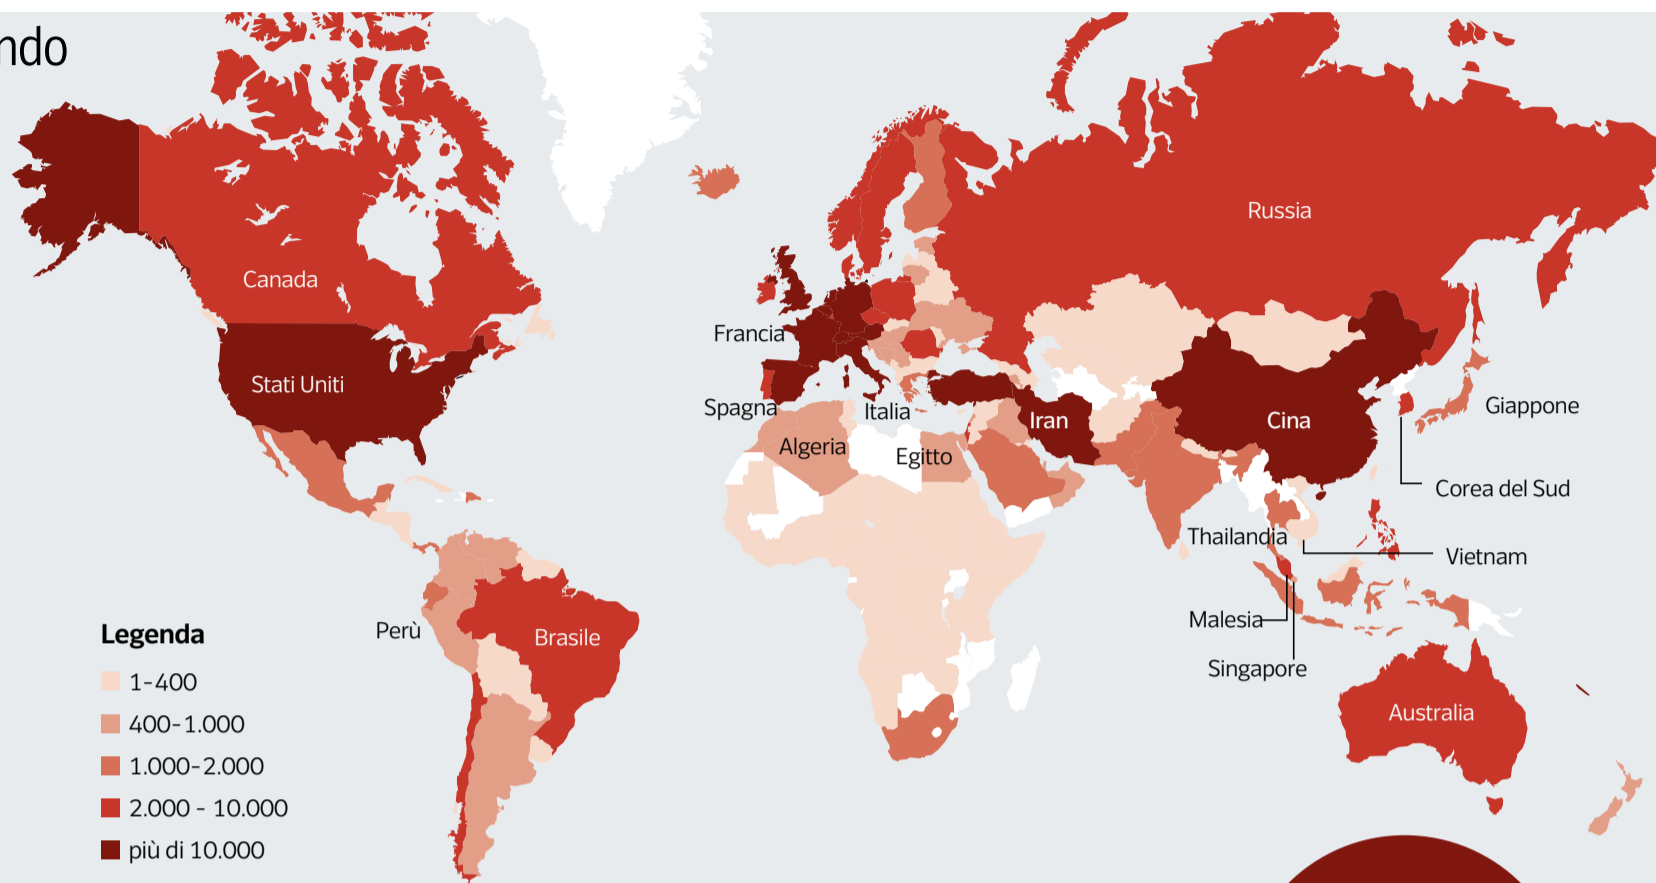 ndo
Russia
Canada
Francia
Stati Uniti
Spagna
Italia
Iran
Cina
Giappone
Algeria
Egitto
Corea del Sud
Thailandia
Vietnam
Malesia
Singapore
Perù
Brasile
Australia
Legenda
1-400
400-1.000
1.000-2.000
2.000 - 10.000
più di 10.000